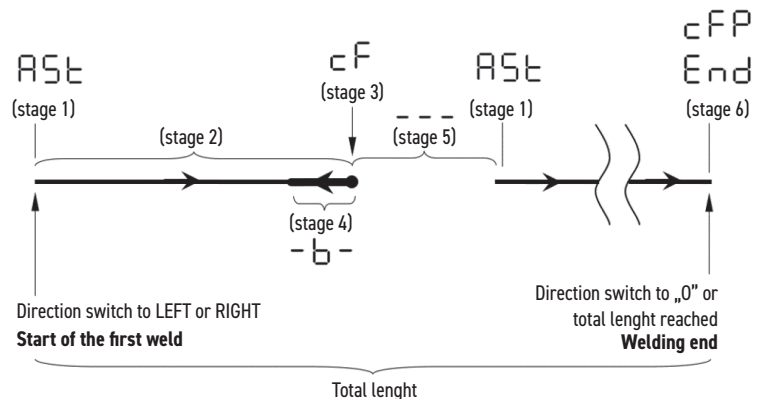 cFP
ASt
cF
ASt
End
(stage 1)
(stage 3)
(stage 1)
(stage 6)
---
(stage 2)
(stage 5)
(stage 4)
-b-
Direction switch to LEFT or RIGHT
Start of the first weld
Direction switch to „0” or
total lenght reached
Welding end
Total lenght